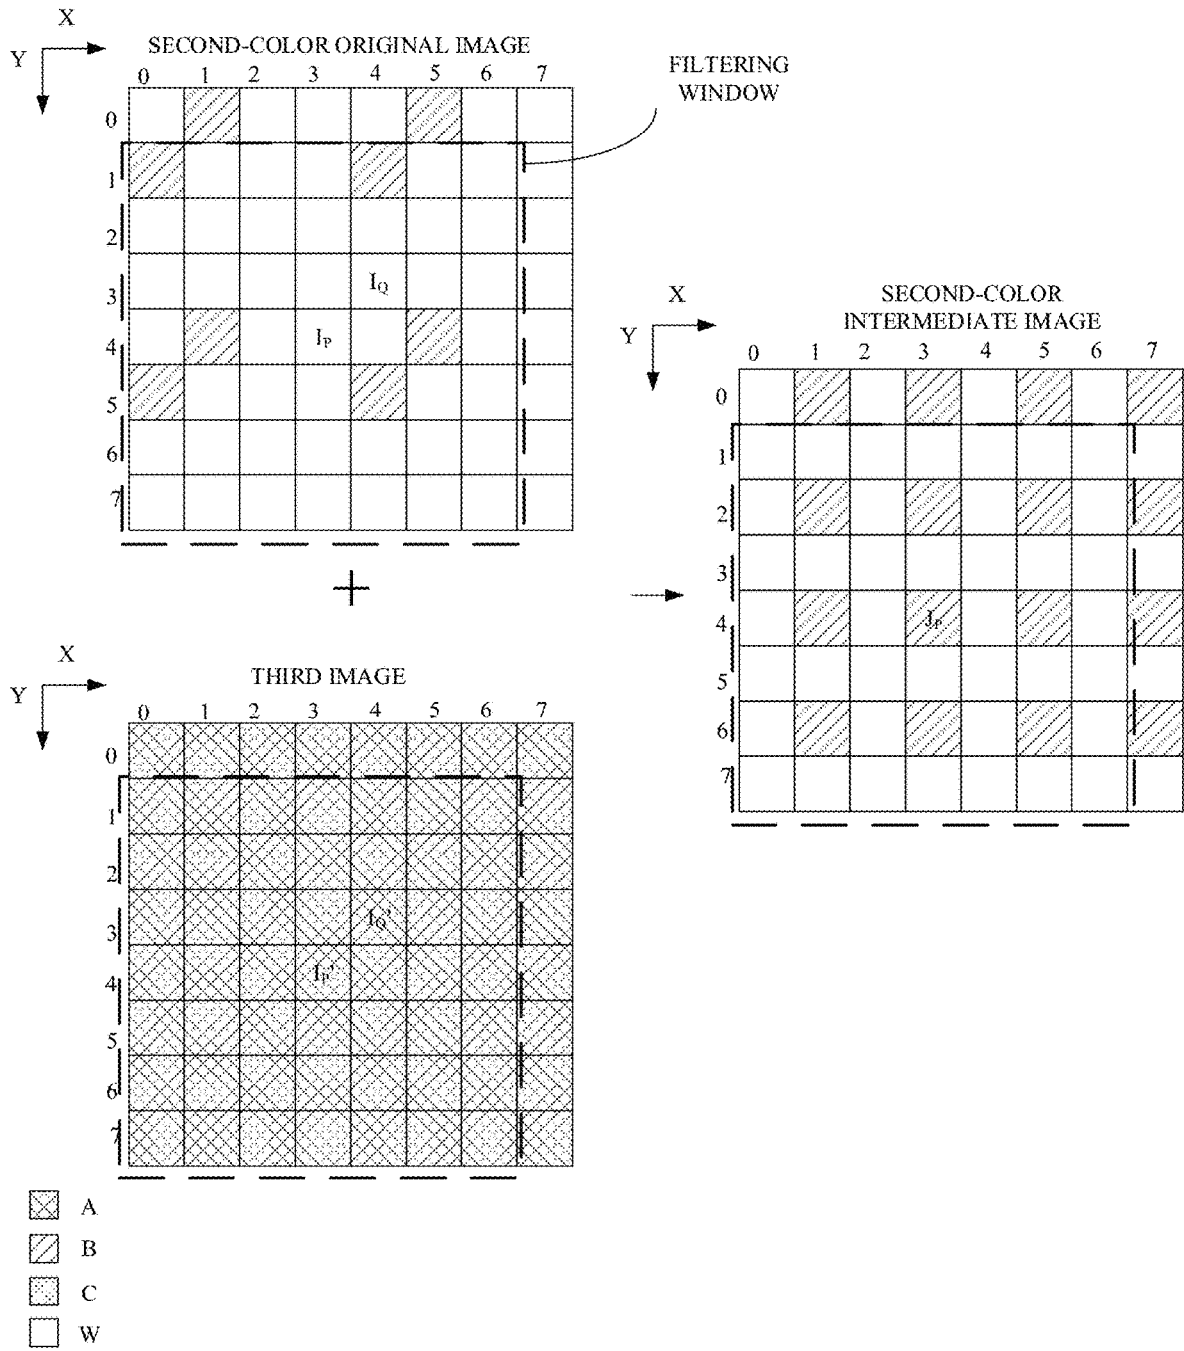 X
Y
SECOND-COLOR ORIGINAL IMAGE
0 1 2 3 4 5 6 7
FILTERING
WINDOW
0
1
2
3 I_Q
4 I_P
5
6
7
+
X
Y
SECOND-COLOR
INTERMEDIATE IMAGE
0 1 2 3 4 5 6 7
0
1
2
3
4 J_P
5
6
7
X
Y
THIRD IMAGE
0 1 2 3 4 5 6 7
0
1
2
3 I_Q'
4 I_P'
5
6
7
A
B
C
W